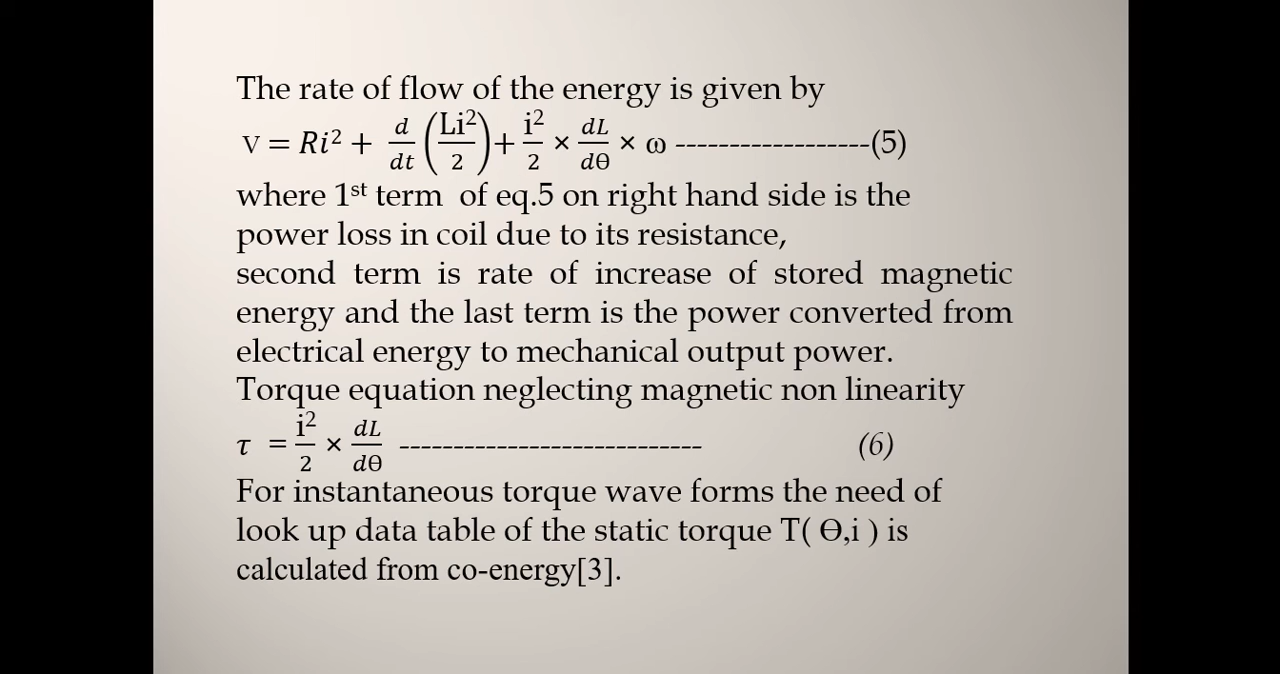 The rate of flow of the energy is given by
V = Ri² + d/dt (Li²/2) + i²/2 × dL/dΘ × ω -------------------(5)
where 1st term of eq.5 on right hand side is the
power loss in coil due to its resistance,
second term is rate of increase of stored magnetic
energy and the last term is the power converted from
electrical energy to mechanical output power.
Torque equation neglecting magnetic non linearity
τ = i²/2 × dL/dΘ ---------------------------- (6)
For instantaneous torque wave forms the need of
look up data table of the static torque T( Θ,i ) is
calculated from co-energy[3].